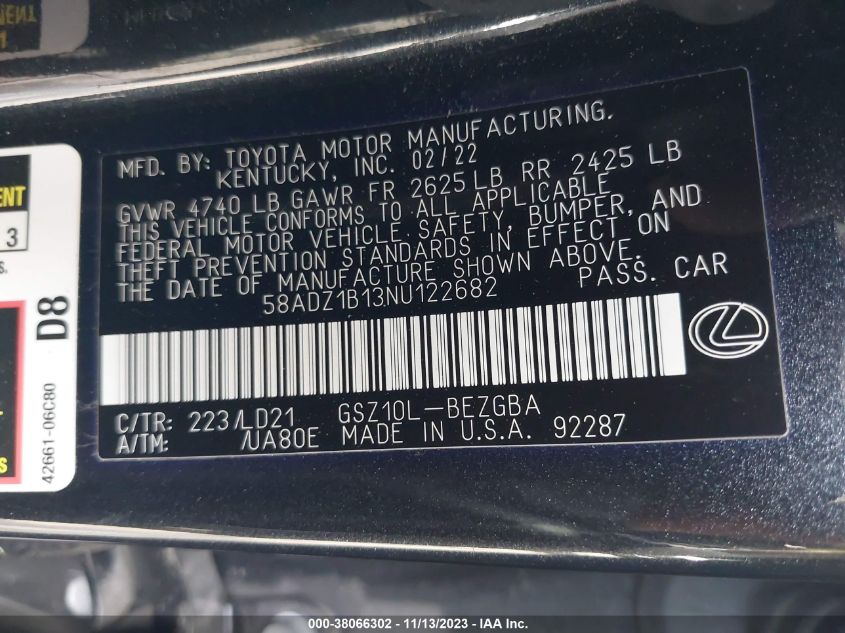 MFD. BY: TOYOTA MOTOR MANUFACTURING.
KENTUCKY, INC. 02/22
GVWR 4740 LB GAWR FR 2625 LB RR 2425 LB
THIS VEHICLE CONFORMS TO ALL APPLICABLE
FEDERAL MOTOR VEHICLE SAFETY, BUMPER, AND
THEFT PREVENTION STANDARDS IN EFFECT ON
THE DATE OF MANUFACTURE SHOWN ABOVE.
58ADZ1B13NU122682 PASS. CAR
C/TR: 223/LD21 GSZ10L-BEZGBA
A/TM: /UA80E MADE IN U.S.A. 92287
D8
42661-06C80
3
000-38066302 - 11/13/2023 - IAA Inc.